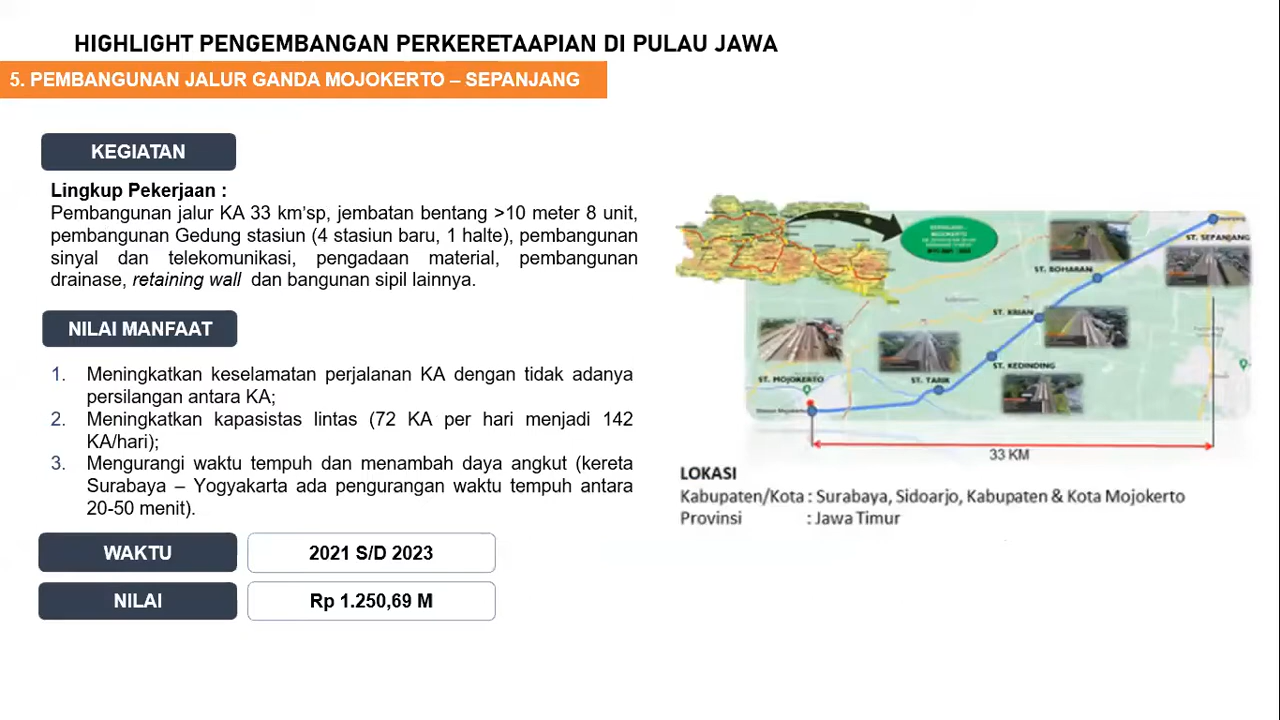 HIGHLIGHT PENGEMBANGAN PERKERETAAPIAN DI PULAU JAWA
5. PEMBANGUNAN JALUR GANDA MOJOKERTO – SEPANJANG
KEGIATAN
Lingkup Pekerjaan :
Pembangunan jalur KA 33 km'sp, jembatan bentang >10 meter 8 unit,
pembangunan Gedung stasiun (4 stasiun baru, 1 halte), pembangunan
sinyal dan telekomunikasi, pengadaan material, pembangunan
drainase, retaining wall dan bangunan sipil lainnya.
NILAI MANFAAT
1. Meningkatkan keselamatan perjalanan KA dengan tidak adanya
persilangan antara KA;
2. Meningkatkan kapasistas lintas (72 KA per hari menjadi 142
KA/hari);
3. Mengurangi waktu tempuh dan menambah daya angkut (kereta
Surabaya – Yogyakarta ada pengurangan waktu tempuh antara
20-50 menit).
WAKTU
2021 S/D 2023
NILAI
Rp 1.250,69 M
ST. SEPANJANG
ST. BOHARAN
ST. KRIAN
ST. KEDINDING
ST. TARIK
ST. MOJOKERTO
33 KM
LOKASI
Kabupaten/Kota : Surabaya, Sidoarjo, Kabupaten & Kota Mojokerto
Provinsi : Jawa Timur